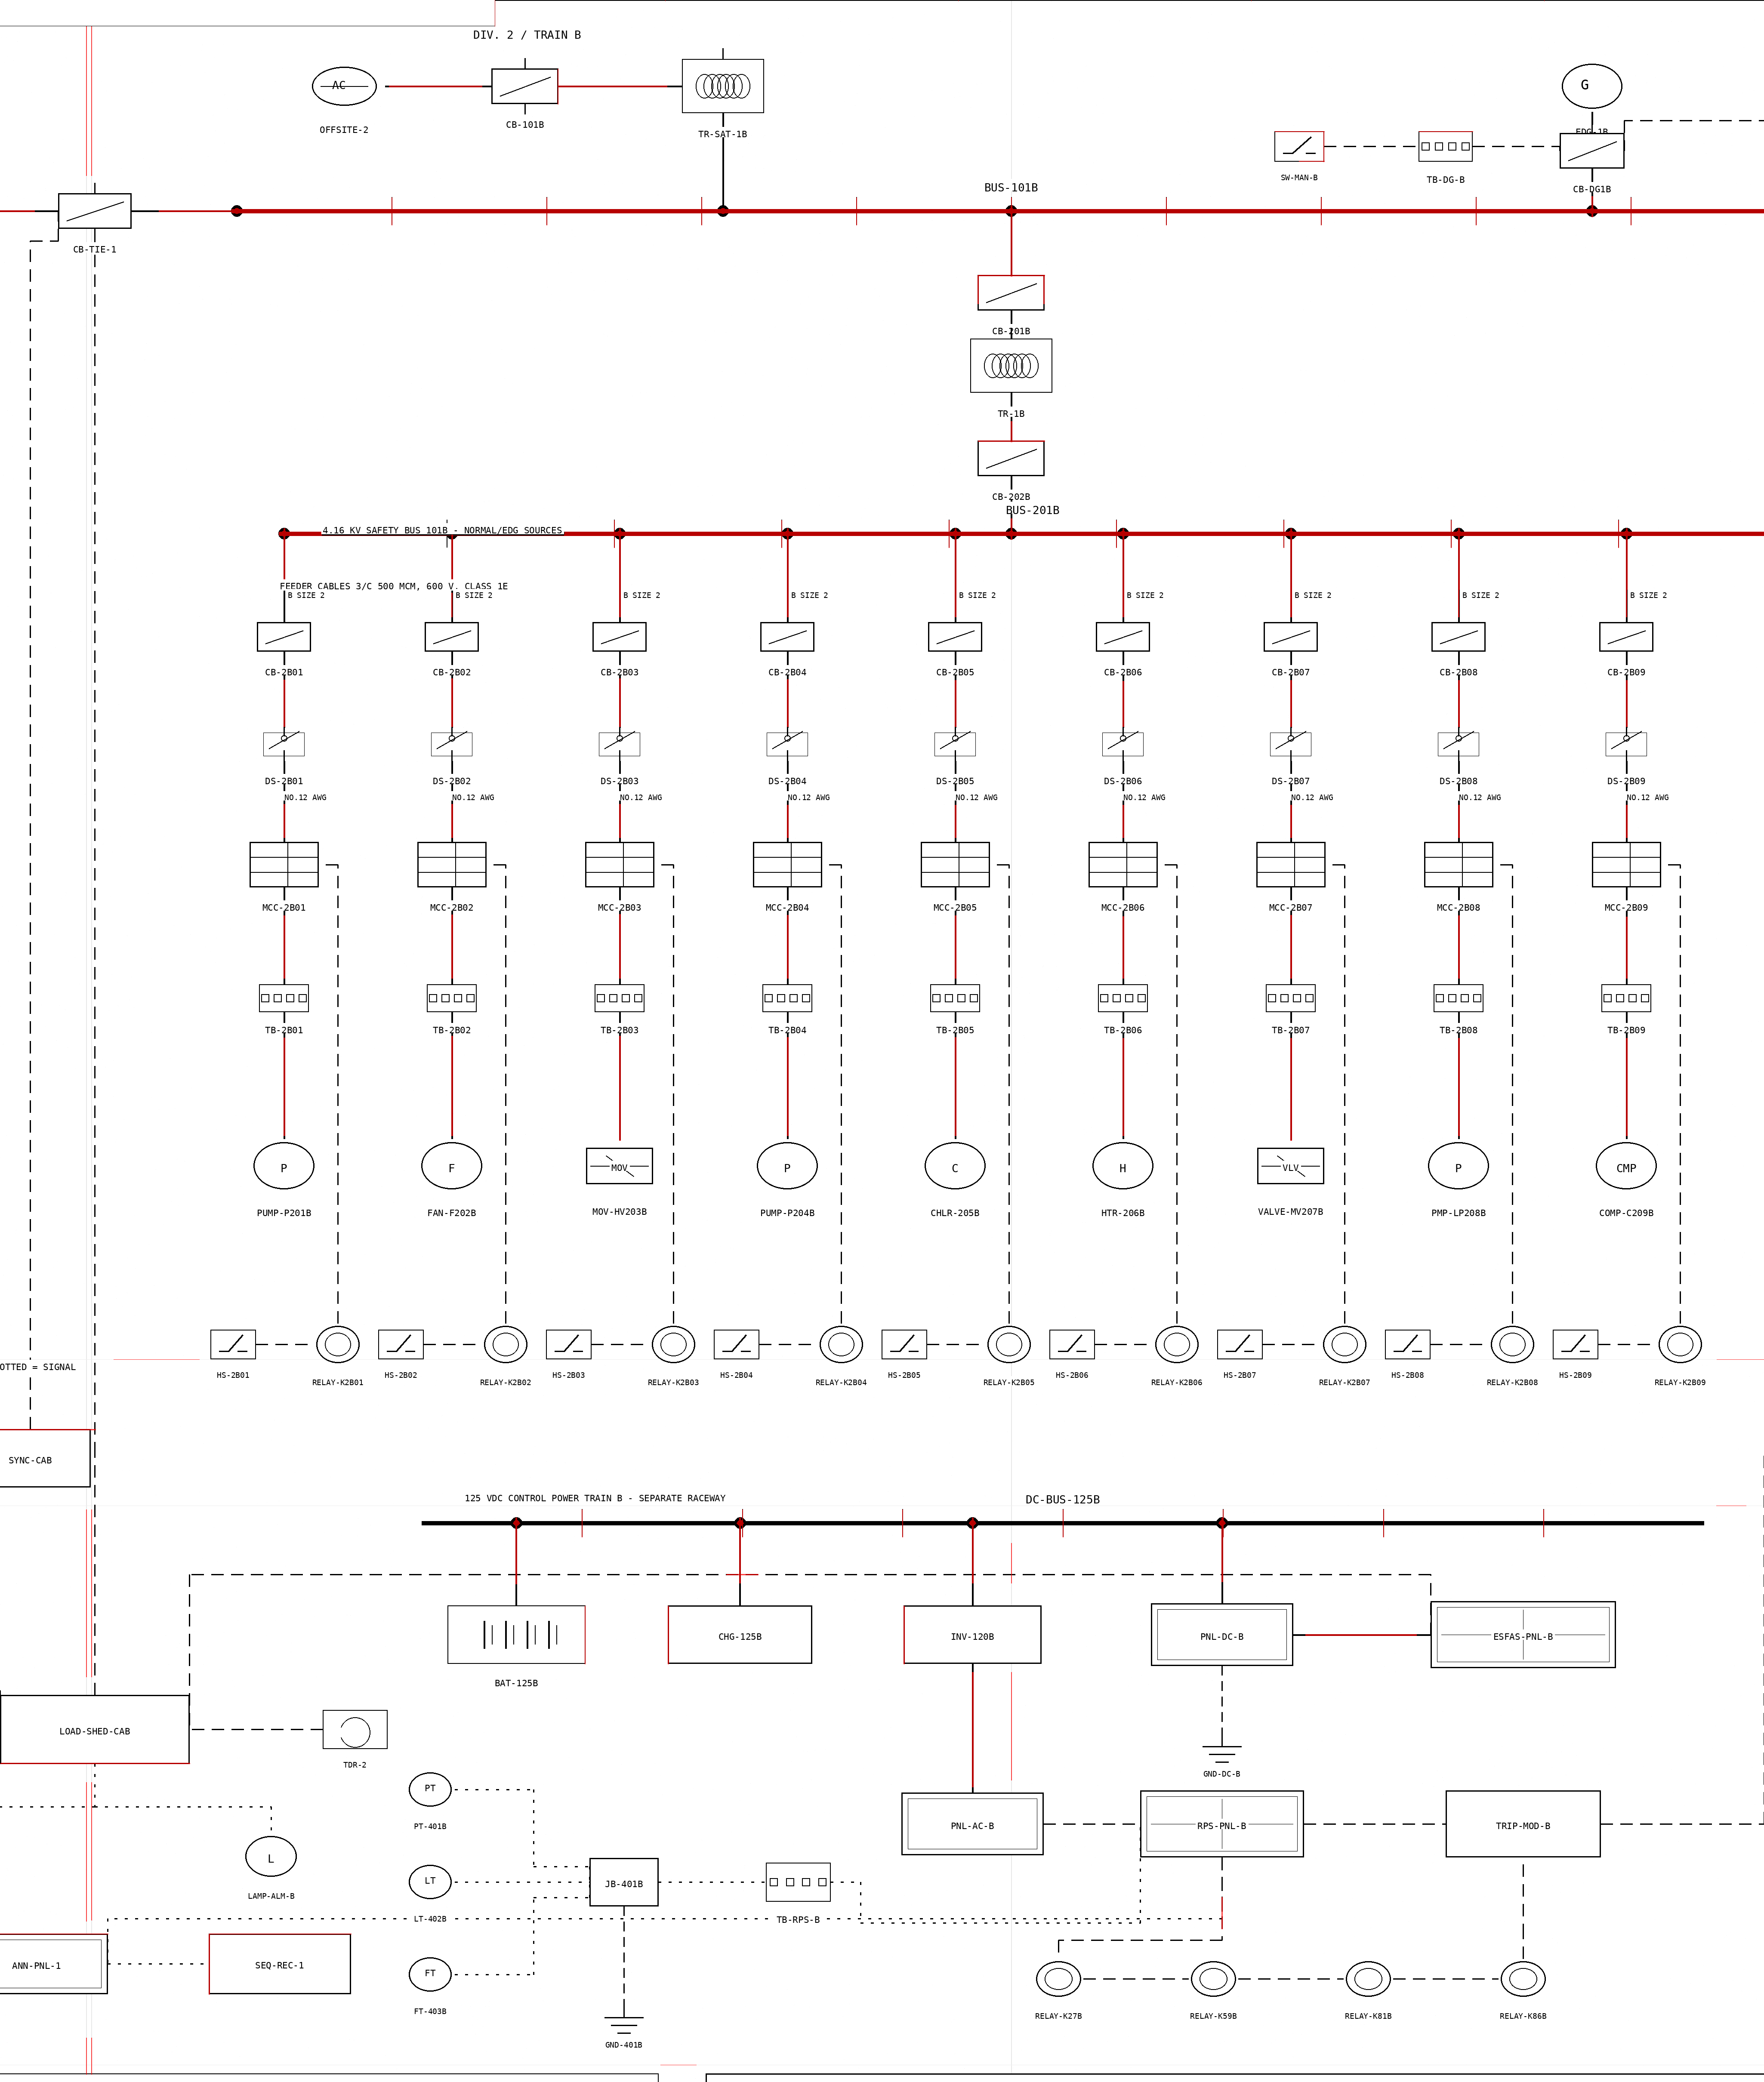 DIV. 2 / TRAIN B
AC
G
OFFSITE-2
CB-101B
TR-SAT-1B
EDG-1B
SW-MAN-B
TB-DG-B
CB-DG1B
BUS-101B
CB-TIE-1
CB-201B
TR-1B
CB-202B
BUS-201B
4.16 KV SAFETY BUS 101B - NORMAL/EDG SOURCES
FEEDER CABLES 3/C 500 MCM, 600 V. CLASS 1E
B SIZE 2 B SIZE 2 B SIZE 2 B SIZE 2 B SIZE 2 B SIZE 2 B SIZE 2 B SIZE 2 B SIZE 2
CB-2B01 CB-2B02 CB-2B03 CB-2B04 CB-2B05 CB-2B06 CB-2B07 CB-2B08 CB-2B09
DS-2B01 DS-2B02 DS-2B03 DS-2B04 DS-2B05 DS-2B06 DS-2B07 DS-2B08 DS-2B09
NO.12 AWG NO.12 AWG NO.12 AWG NO.12 AWG NO.12 AWG NO.12 AWG NO.12 AWG NO.12 AWG NO.12 AWG
MCC-2B01 MCC-2B02 MCC-2B03 MCC-2B04 MCC-2B05 MCC-2B06 MCC-2B07 MCC-2B08 MCC-2B09
TB-2B01 TB-2B02 TB-2B03 TB-2B04 TB-2B05 TB-2B06 TB-2B07 TB-2B08 TB-2B09
P F MOV P C H VLV P CMP
PUMP-P201B FAN-F202B MOV-HV203B PUMP-P204B CHLR-205B HTR-206B VALVE-MV207B PMP-LP208B COMP-C209B
OTTED = SIGNAL
HS-2B01 RELAY-K2B01 HS-2B02 RELAY-K2B02 HS-2B03 RELAY-K2B03 HS-2B04 RELAY-K2B04 HS-2B05 RELAY-K2B05 HS-2B06 RELAY-K2B06 HS-2B07 RELAY-K2B07 HS-2B08 RELAY-K2B08 HS-2B09 RELAY-K2B09
SYNC-CAB
125 VDC CONTROL POWER TRAIN B - SEPARATE RACEWAY
DC-BUS-125B
CHG-125B
INV-120B
PNL-DC-B
ESFAS-PNL-B
BAT-125B
LOAD-SHED-CAB
TDR-2
GND-DC-B
PT
PT-401B
PNL-AC-B
RPS-PNL-B
TRIP-MOD-B
L
LAMP-ALM-B
LT
LT-402B
JB-401B
TB-RPS-B
ANN-PNL-1
SEQ-REC-1
FT
FT-403B
GND-401B
RELAY-K27B
RELAY-K59B
RELAY-K81B
RELAY-K86B